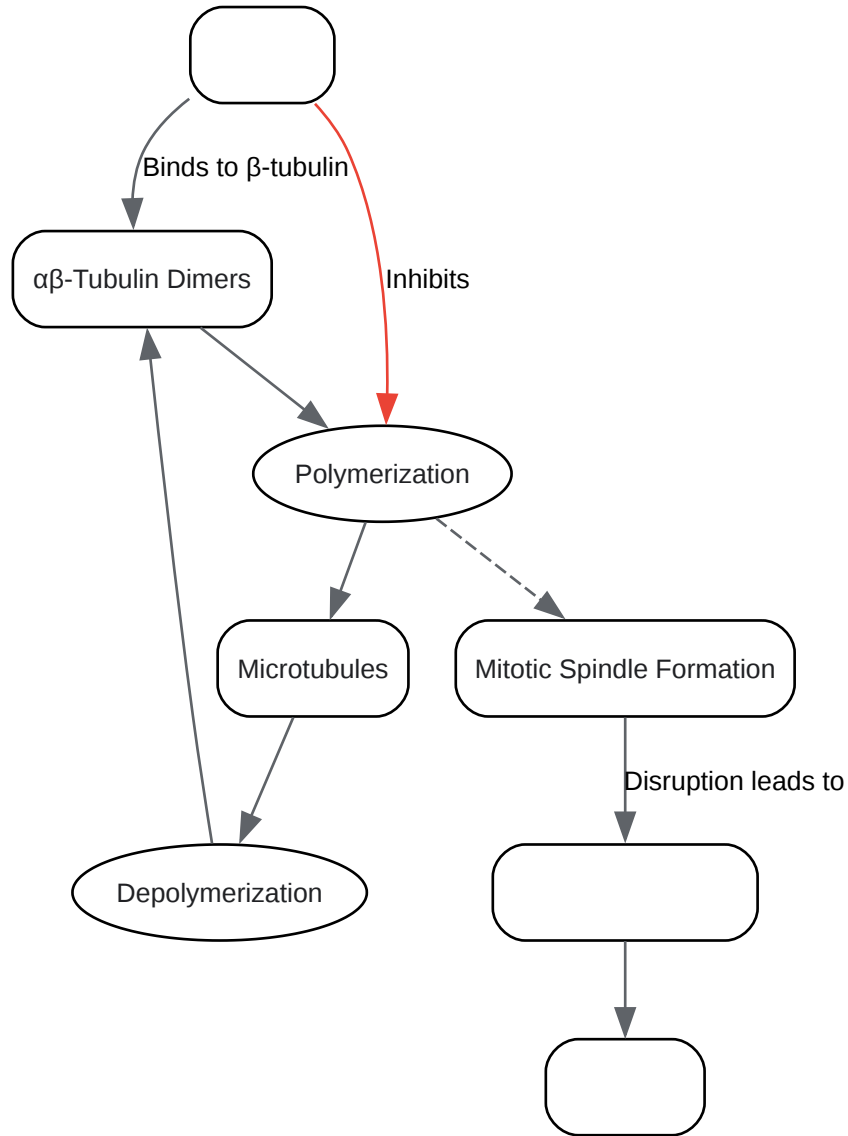 Binds to β-tubulin
αβ-Tubulin Dimers
Inhibits
Polymerization
Microtubules
Mitotic Spindle Formation
Disruption leads to
Depolymerization